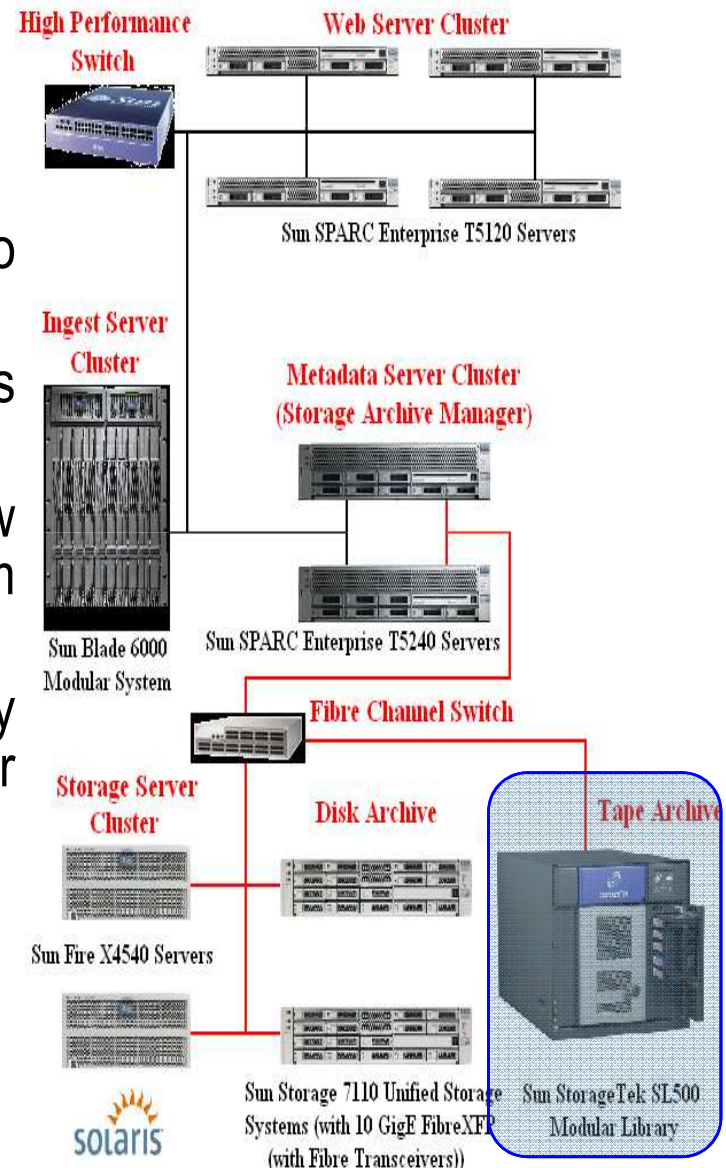 High Performance
Switch
Web Server Cluster
Sun SPARC Enterprise T5120 Servers
Ingest Server
Cluster
Metadata Server Cluster
(Storage Archive Manager)
Sun Blade 6000
Modular System
Sun SPARC Enterprise T5240 Servers
Fibre Channel Switch
Storage Server
Cluster
Disk Archive
Tape Archive
Sun Fire X4540 Servers
Sun Storage 7110 Unified Storage
Systems (with 10 GigE FibreXFP
(with Fibre Transceivers))
Sun StorageTek SL500
Modular Library
Sun
solaris